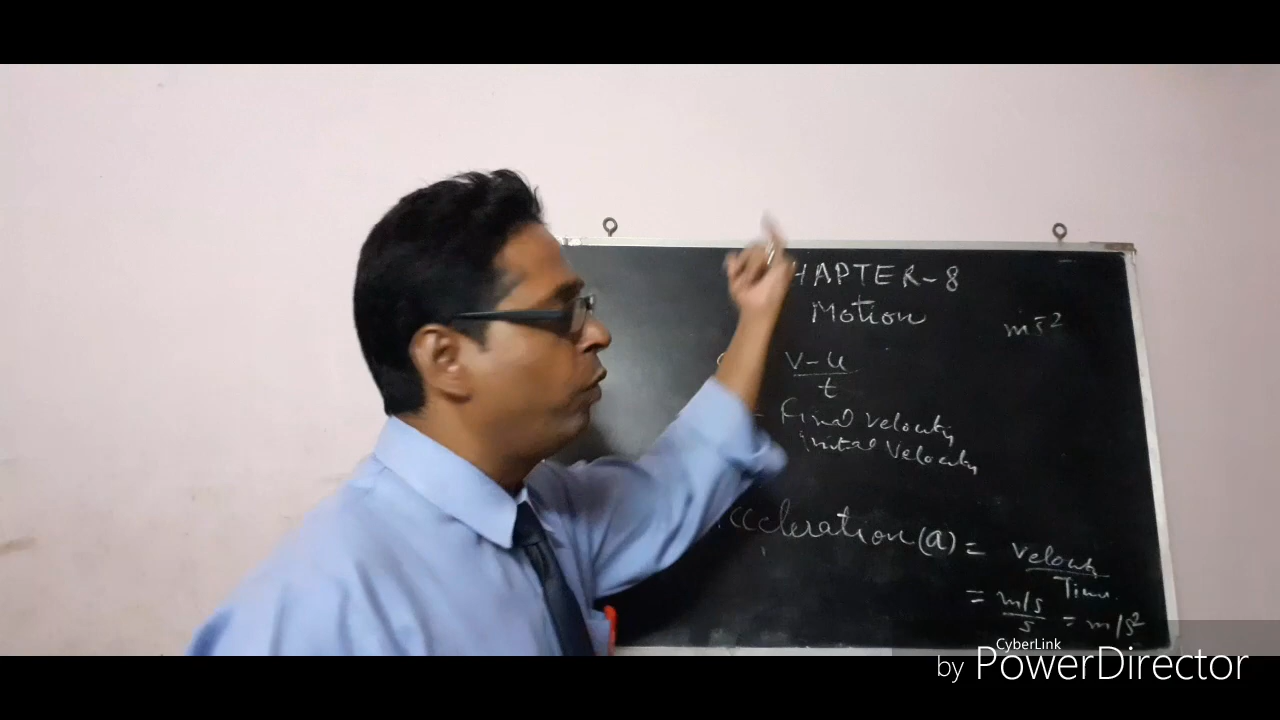 HAPTER-8
Motion
ms⁻²
v-u
t
Final Velocity
initial Velocity
cceleration (a) = Velocity
Time
= m/s
s
= m/s²
CyberLink
by PowerDirector